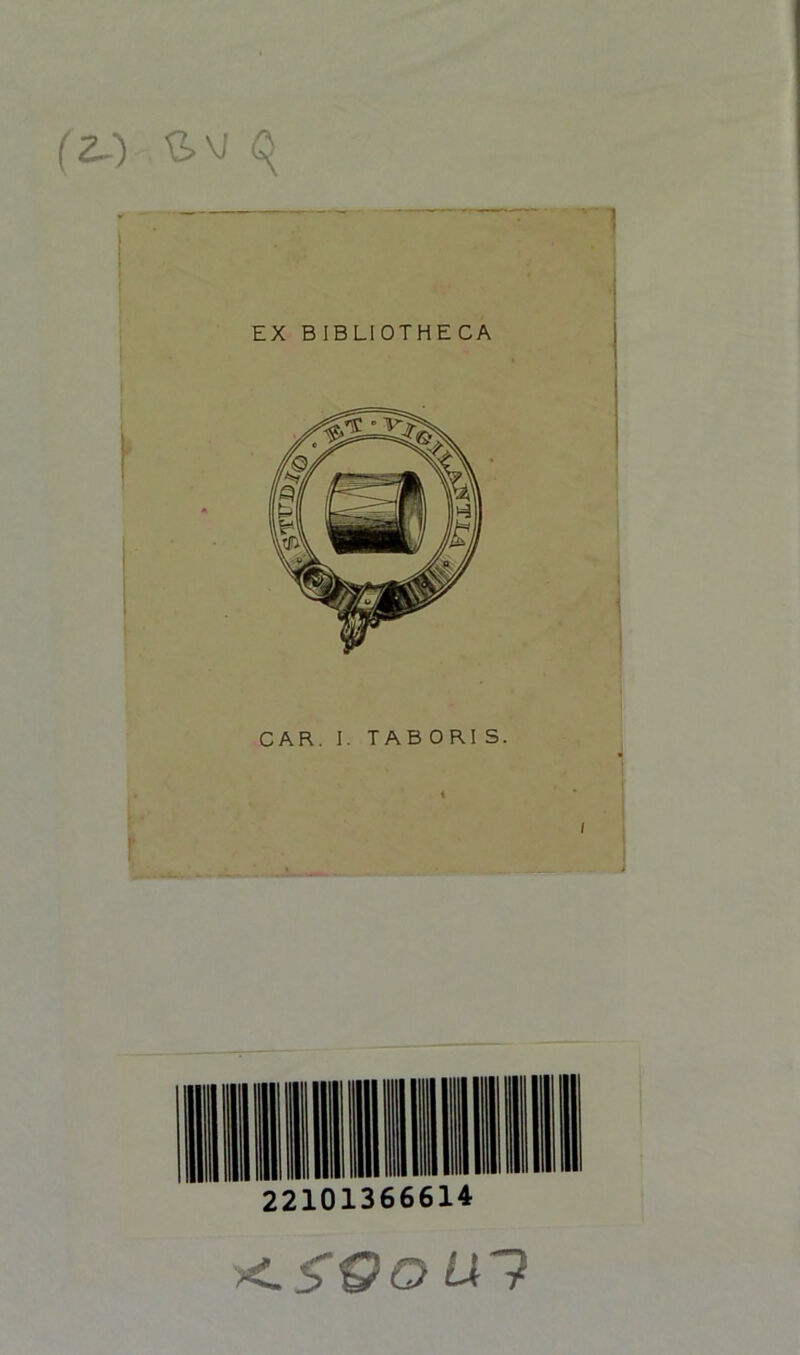 EX BIBLIOTHECA
· STUDIO · ET · VIGILANTIA ·
CAR. I. TABORIS.
22101366614